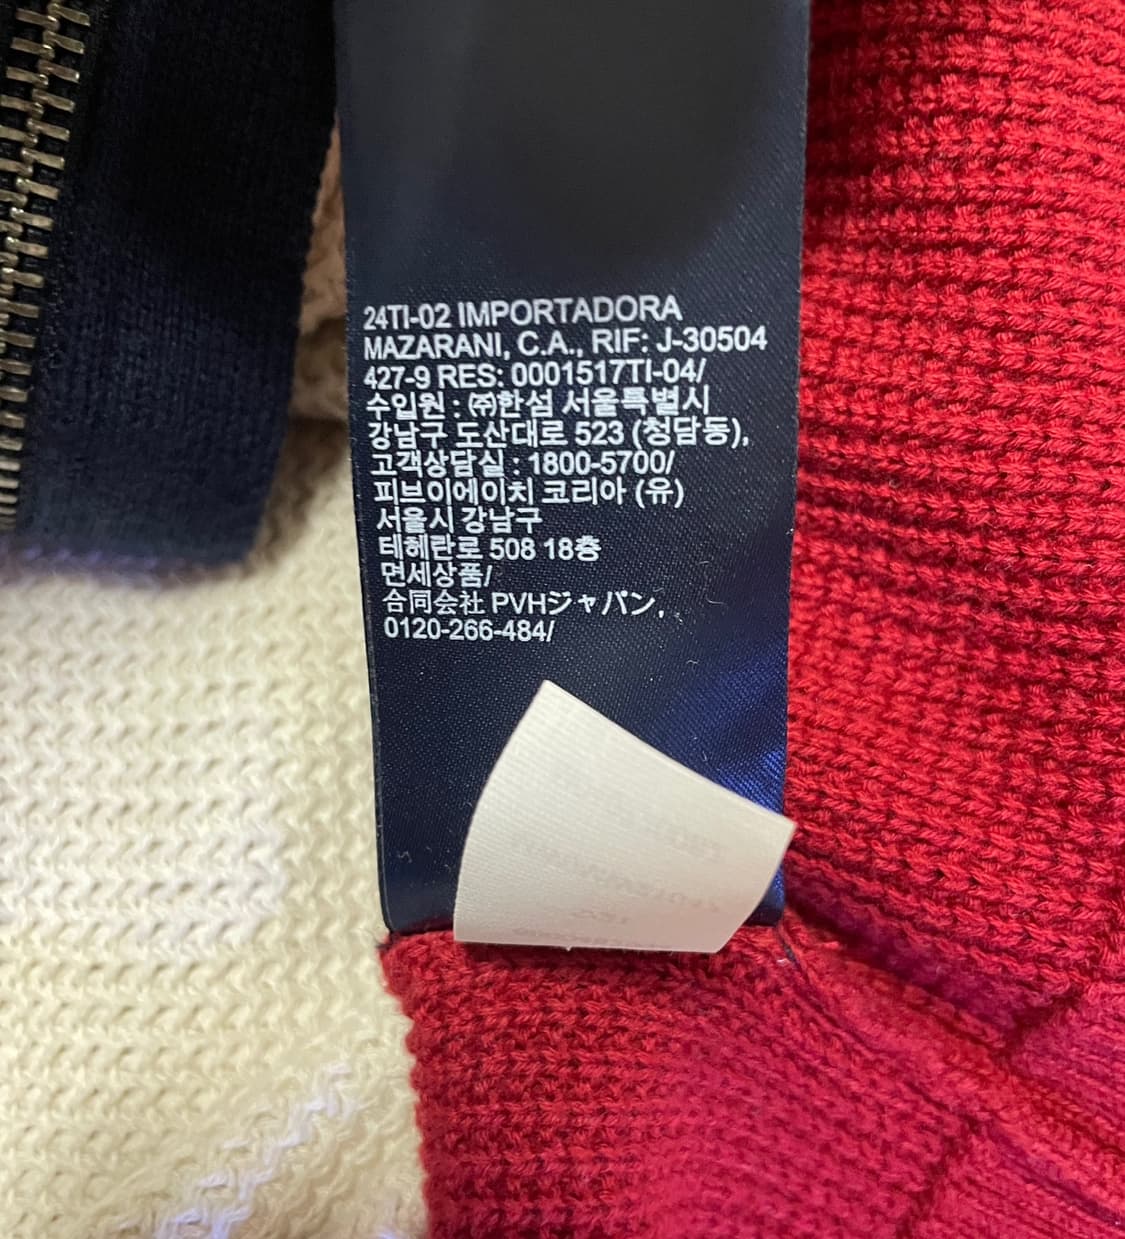 24TI-02 IMPORTADORA
MAZARANI, C.A., RIF: J-30504
427-9 RES: 0001517TI-04/
수입원 : ㈜한섬 서울특별시
강남구 도산대로 523 (청담동),
고객상담실 : 1800-5700/
피브이에이치 코리아 (유)
서울시 강남구
테헤란로 508 18층
면세상품/
合同会社 PVHジャパン,
0120-266-484/